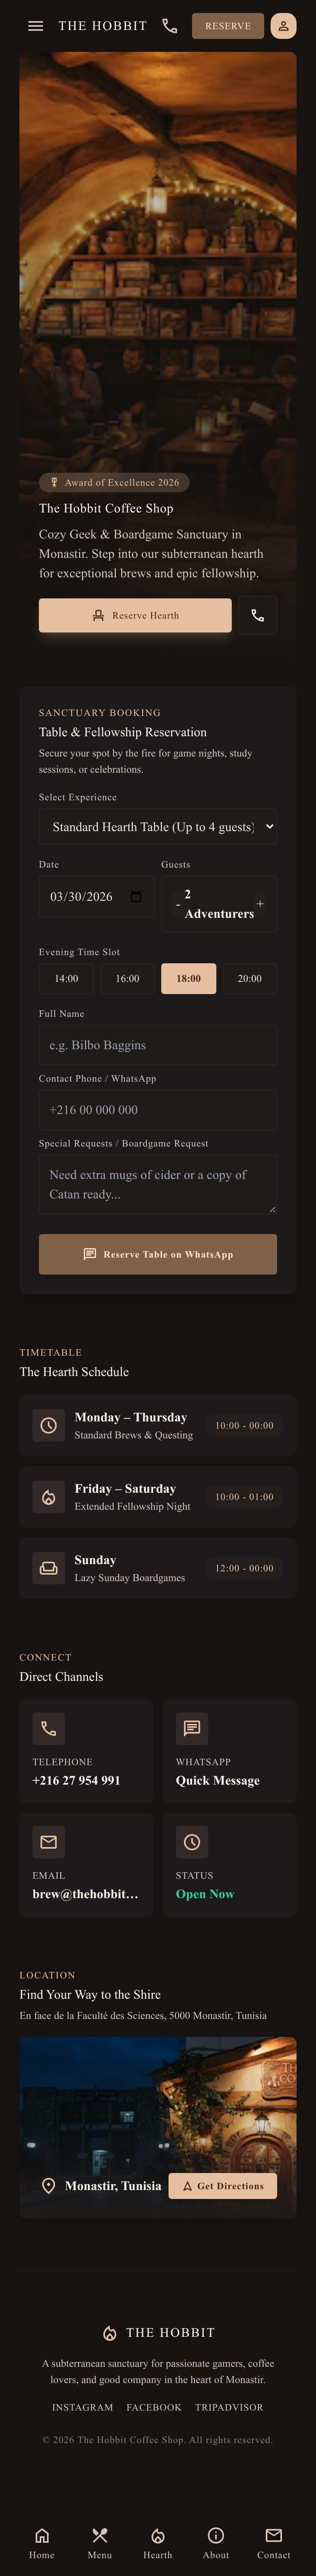 THE HOBBIT
RESERVE
Award of Excellence 2026
The Hobbit Coffee Shop
Cozy Geek & Boardgame Sanctuary in
Monastir. Step into our subterranean hearth
for exceptional brews and epic fellowship.
Reserve Hearth
SANCTUARY BOOKING
Table & Fellowship Reservation
Secure your spot by the fire for game nights, study
sessions, or celebrations.
Select Experience
Standard Hearth Table (Up to 4 guests)
Date
Guests
03/30/2026
- 2 Adventurers +
Evening Time Slot
14:00
16:00
18:00
20:00
Full Name
e.g. Bilbo Baggins
Contact Phone / WhatsApp
+216 00 000 000
Special Requests / Boardgame Request
Need extra mugs of cider or a copy of
Catan ready...
Reserve Table on WhatsApp
TIMETABLE
The Hearth Schedule
Monday – Thursday
Standard Brews & Questing
10:00 - 00:00
Friday – Saturday
Extended Fellowship Night
10:00 - 01:00
Sunday
Lazy Sunday Boardgames
12:00 - 00:00
CONNECT
Direct Channels
TELEPHONE
+216 27 954 991
WHATSAPP
Quick Message
EMAIL
brew@thehobbit...
STATUS
Open Now
LOCATION
Find Your Way to the Shire
En face de la Faculté des Sciences, 5000 Monastir, Tunisia
Monastir, Tunisia
Get Directions
THE HOBBIT
A subterranean sanctuary for passionate gamers, coffee
lovers, and good company in the heart of Monastir.
INSTAGRAM
FACEBOOK
TRIPADVISOR
© 2026 The Hobbit Coffee Shop. All rights reserved.
Home
Menu
Hearth
About
Contact